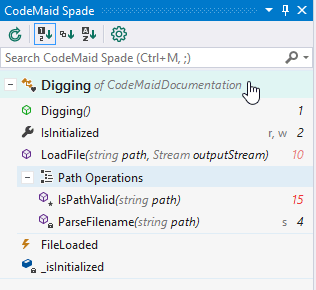 CodeMaid Spade
Search CodeMaid Spade (Ctrl+M, ;)
Digging of CodeMaidDocumentation
Digging() 1
IsInitialized r, w 2
LoadFile(string path, Stream outputStream) 10
Path Operations
IsPathValid(string path) 15
ParseFilename(string path) s 4
FileLoaded
_isInitialized